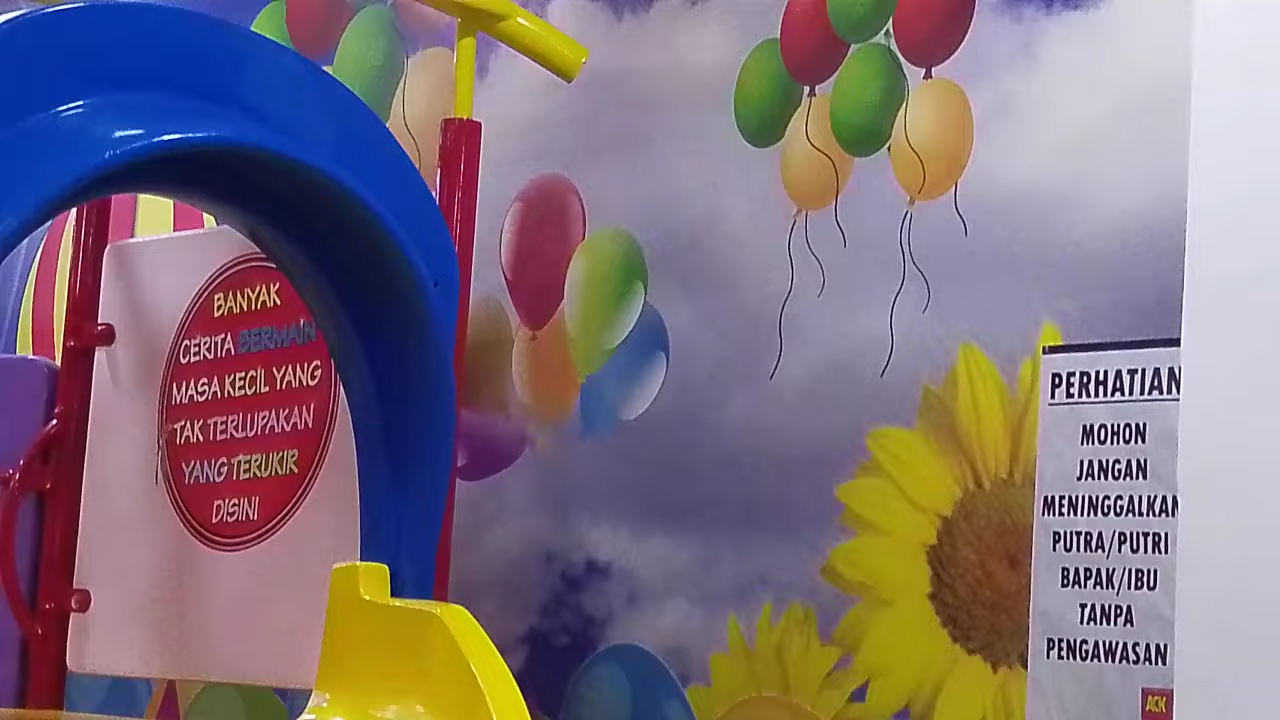 BANYAK
CERITA BERMAIN
MASA KECIL YANG
TAK TERLUPAKAN
YANG TERUKIR
DISINI
PERHATIAN
MOHON
JANGAN
MENINGGALKAN
PUTRA/PUTRI
BAPAK/IBU
TANPA
PENGAWASAN
ACK